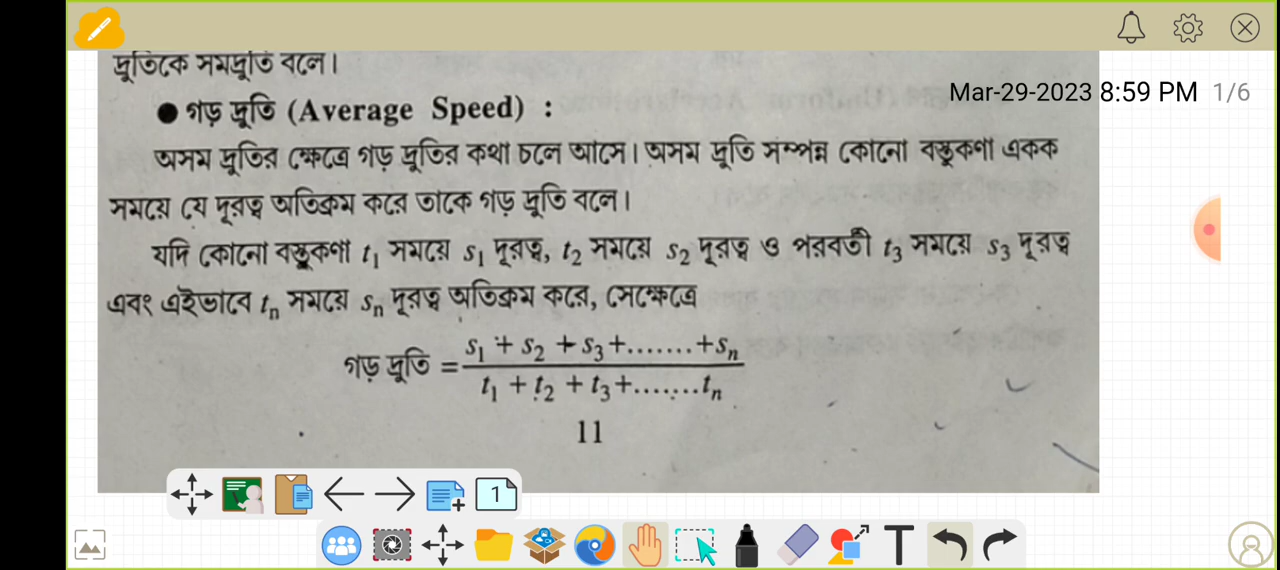 দ্রুতিকে সমদ্রুতি বলে।
Mar-29-2023 8:59 PM 1/6
● গড় দ্রুতি (Average Speed) :
অসম দ্রুতির ক্ষেত্রে গড় দ্রুতির কথা চলে আসে। অসম দ্রুতি সম্পন্ন কোনো বস্তুকণা একক
সময়ে যে দূরত্ব অতিক্রম করে তাকে গড় দ্রুতি বলে।
যদি কোনো বস্তুকণা t₁ সময়ে s₁ দূরত্ব, t₂ সময়ে s₂ দূরত্ব ও পরবর্তী t₃ সময়ে s₃ দূরত্ব
এবং এইভাবে tₙ সময়ে sₙ দূরত্ব অতিক্রম করে, সেক্ষেত্রে
গড় দ্রুতি = s₁ + s₂ + s₃ +.......+sₙ
t₁ + t₂ + t₃+.......tₙ
11
1
T